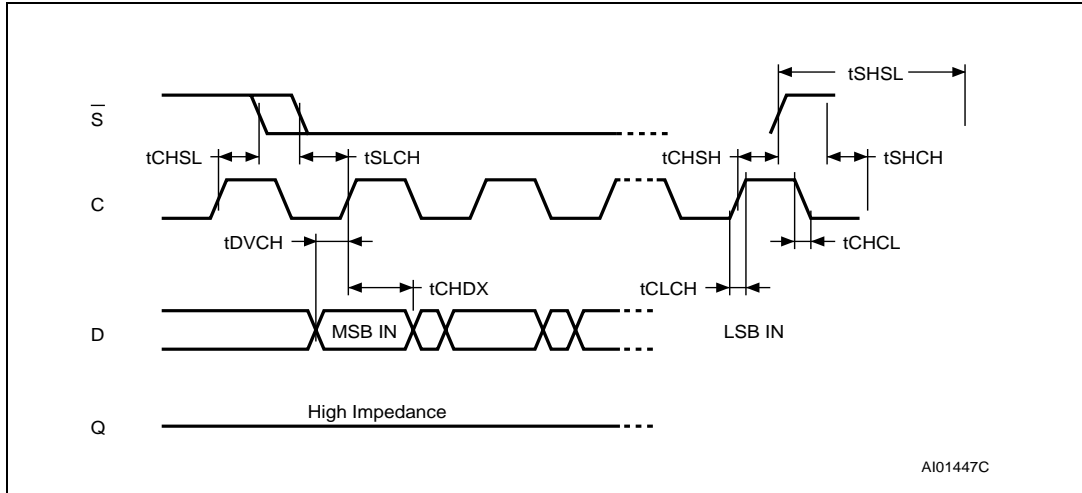 tSHSL
S̅
tCHSL
tSLCH
tCHSH
tSHCH
C
tDVCH
tCHCL
tCHDX
tCLCH
D
MSB IN
LSB IN
High Impedance
Q
AI01447C